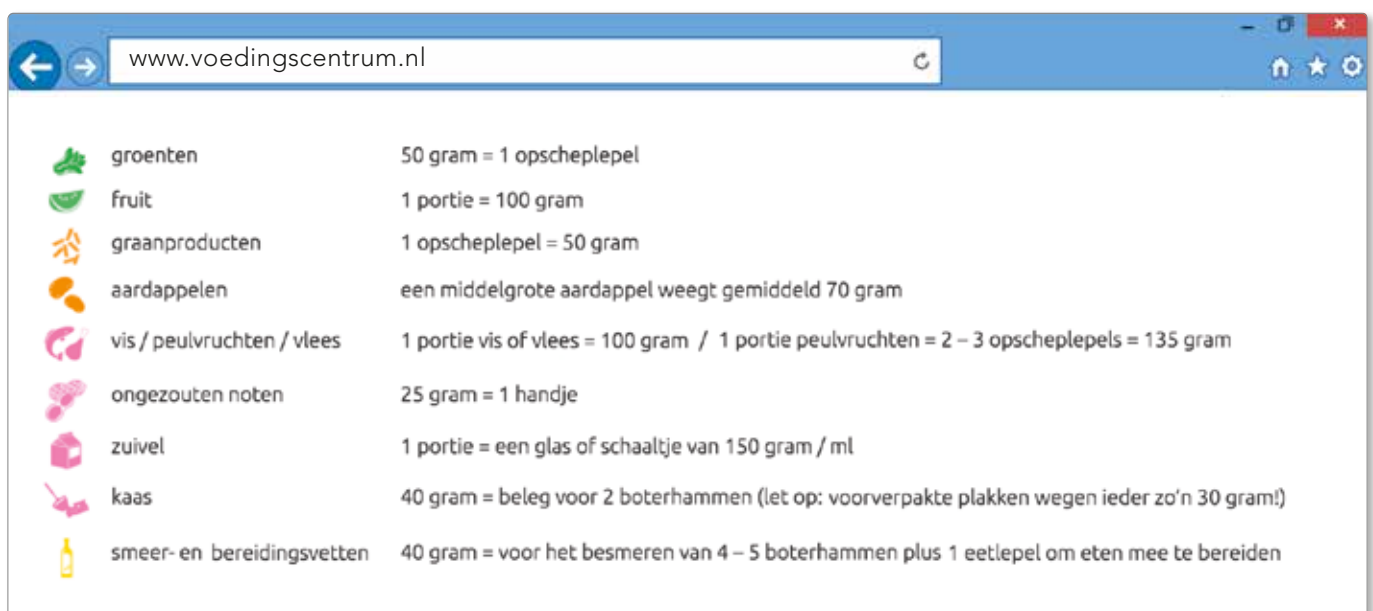 www.voedingscentrum.nl
groenten 50 gram = 1 opscheplepel
fruit 1 portie = 100 gram
graanproducten 1 opscheplepel = 50 gram
aardappelen een middelgrote aardappel weegt gemiddeld 70 gram
vis / peulvruchten / vlees 1 portie vis of vlees = 100 gram / 1 portie peulvruchten = 2 – 3 opscheplepels = 135 gram
ongezouten noten 25 gram = 1 handje
zuivel 1 portie = een glas of schaaltje van 150 gram / ml
kaas 40 gram = beleg voor 2 boterhammen (let op: voorverpakte plakken wegen ieder zo'n 30 gram!)
smeer- en bereidingsvetten 40 gram = voor het besmeren van 4 – 5 boterhammen plus 1 eetlepel om eten mee te bereiden